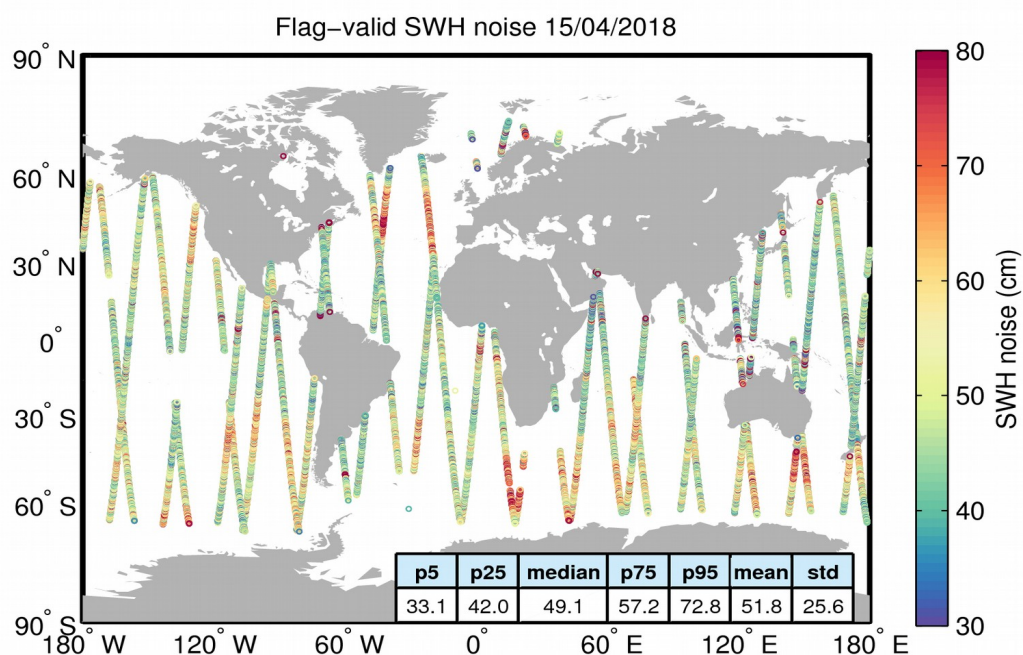 Flag−valid SWH noise 15/04/2018
90° N
60° N
30° N
0°
30° S
60° S
90° S
180° W
120° W
60° W
0°
60° E
120° E
180° E
80
70
60
50
40
30
SWH noise (cm)
p5 p25 median p75 p95 mean std
33.1 42.0 49.1 57.2 72.8 51.8 25.6